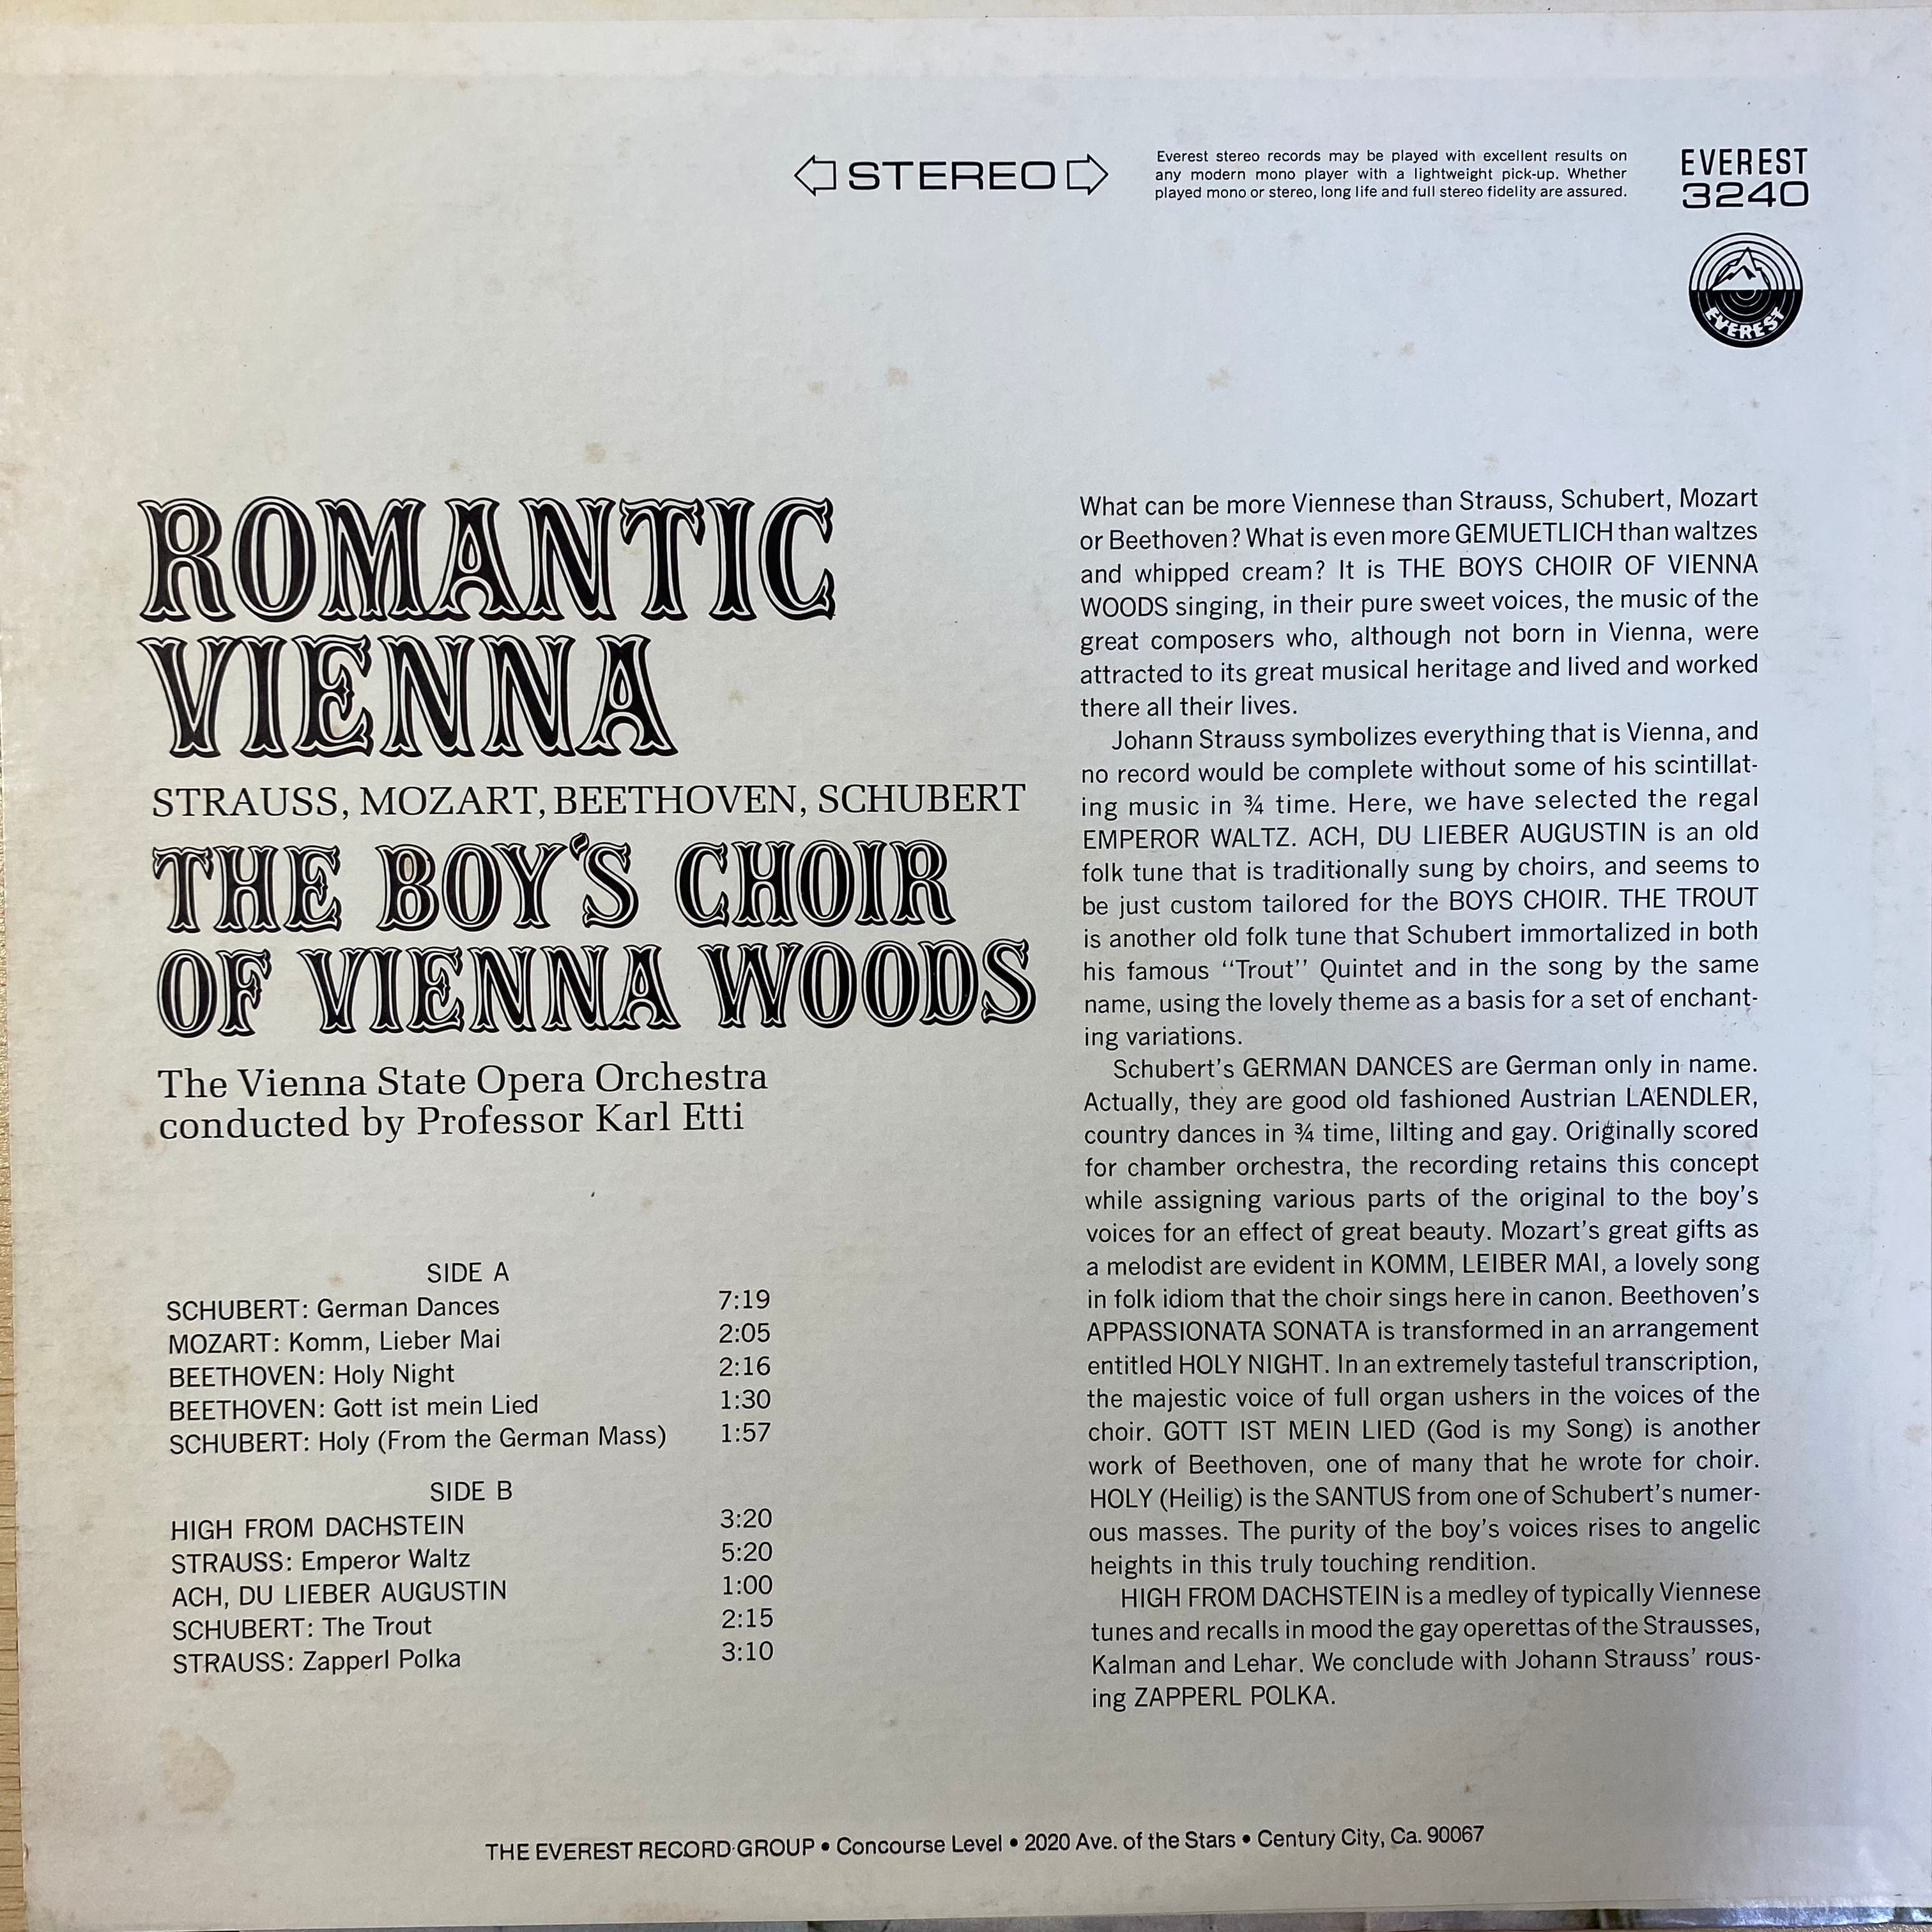 STEREO
Everest stereo records may be played with excellent results on
any modern mono player with a lightweight pick-up. Whether
played mono or stereo, long life and full stereo fidelity are assured.
EVEREST
3240
EVEREST
ROMANTIC
VIENNA
STRAUSS, MOZART, BEETHOVEN, SCHUBERT
THE BOY'S CHOIR
OF VIENNA WOODS
The Vienna State Opera Orchestra
conducted by Professor Karl Etti
SIDE A
SCHUBERT: German Dances 7:19
MOZART: Komm, Lieber Mai 2:05
BEETHOVEN: Holy Night 2:16
BEETHOVEN: Gott ist mein Lied 1:30
SCHUBERT: Holy (From the German Mass) 1:57
SIDE B
HIGH FROM DACHSTEIN 3:20
STRAUSS: Emperor Waltz 5:20
ACH, DU LIEBER AUGUSTIN 1:00
SCHUBERT: The Trout 2:15
STRAUSS: Zapperl Polka 3:10
What can be more Viennese than Strauss, Schubert, Mozart
or Beethoven? What is even more GEMUETLICH than waltzes
and whipped cream? It is THE BOYS CHOIR OF VIENNA
WOODS singing, in their pure sweet voices, the music of the
great composers who, although not born in Vienna, were
attracted to its great musical heritage and lived and worked
there all their lives.
Johann Strauss symbolizes everything that is Vienna, and
no record would be complete without some of his scintillat-
ing music in ¾ time. Here, we have selected the regal
EMPEROR WALTZ. ACH, DU LIEBER AUGUSTIN is an old
folk tune that is traditionally sung by choirs, and seems to
be just custom tailored for the BOYS CHOIR. THE TROUT
is another old folk tune that Schubert immortalized in both
his famous "Trout" Quintet and in the song by the same
name, using the lovely theme as a basis for a set of enchant-
ing variations.
Schubert's GERMAN DANCES are German only in name.
Actually, they are good old fashioned Austrian LAENDLER,
country dances in ¾ time, lilting and gay. Originally scored
for chamber orchestra, the recording retains this concept
while assigning various parts of the original to the boy's
voices for an effect of great beauty. Mozart's great gifts as
a melodist are evident in KOMM, LEIBER MAI, a lovely song
in folk idiom that the choir sings here in canon. Beethoven's
APPASSIONATA SONATA is transformed in an arrangement
entitled HOLY NIGHT. In an extremely tasteful transcription,
the majestic voice of full organ ushers in the voices of the
choir. GOTT IST MEIN LIED (God is my Song) is another
work of Beethoven, one of many that he wrote for choir.
HOLY (Heilig) is the SANTUS from one of Schubert's numer-
ous masses. The purity of the boy's voices rises to angelic
heights in this truly touching rendition.
HIGH FROM DACHSTEIN is a medley of typically Viennese
tunes and recalls in mood the gay operettas of the Strausses,
Kalman and Lehar. We conclude with Johann Strauss' rous-
ing ZAPPERL POLKA.
THE EVEREST RECORD GROUP • Concourse Level • 2020 Ave. of the Stars • Century City, Ca. 90067